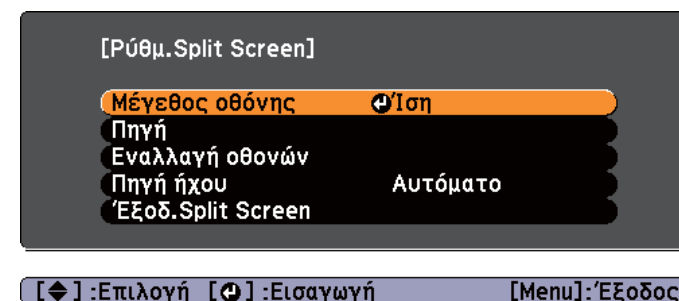 [Ρύθμ.Split Screen]
Μέγεθος οθόνης Ίση
Πηγή
Εναλλαγή οθονών
Πηγή ήχου Αυτόματο
Έξοδ.Split Screen
[◆] :Επιλογή [↵] :Εισαγωγή [Menu]:Έξοδος